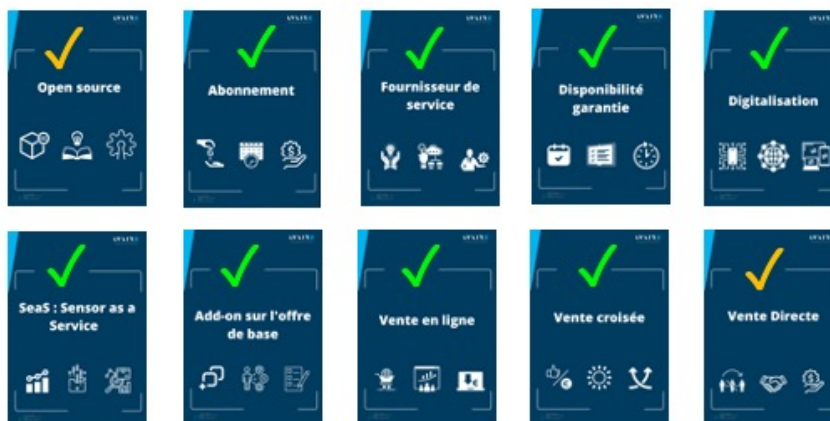 Open source
Abonnement
Fournisseur de
service
Disponibilité
garantie
Digitalisation
SeaS : Sensor as a
Service
Add-on sur l'offre
de base
Vente en ligne
Vente croisée
Vente Directe